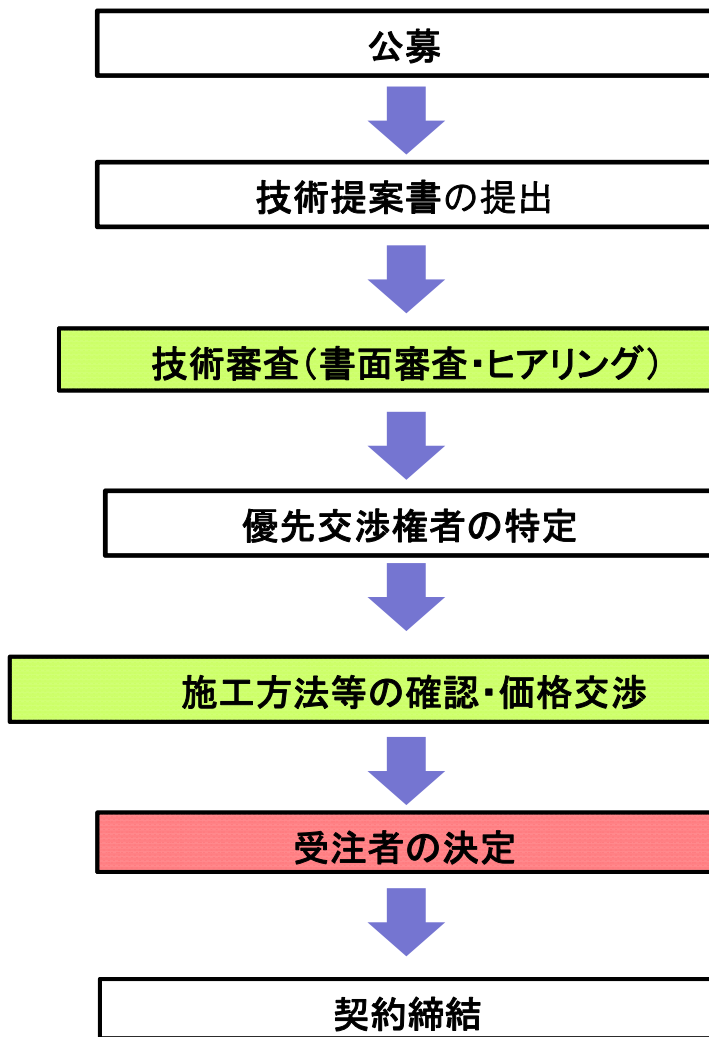 公募
技術提案書の提出
技術審査(書面審査・ヒアリング)
優先交渉権者の特定
施工方法等の確認・価格交渉
受注者の決定
契約締結